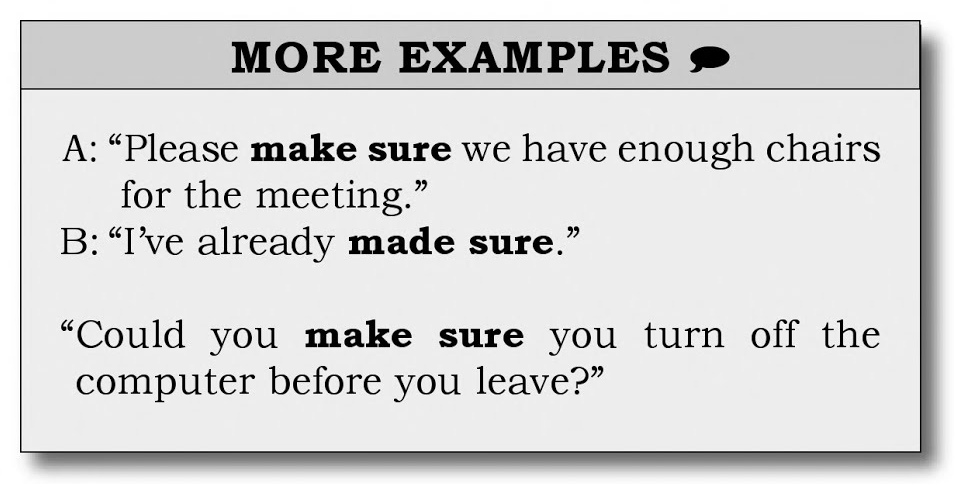 MORE EXAMPLES
A: “Please make sure we have enough chairs
for the meeting.”
B: “I’ve already made sure.”
“Could you make sure you turn off the
computer before you leave?”